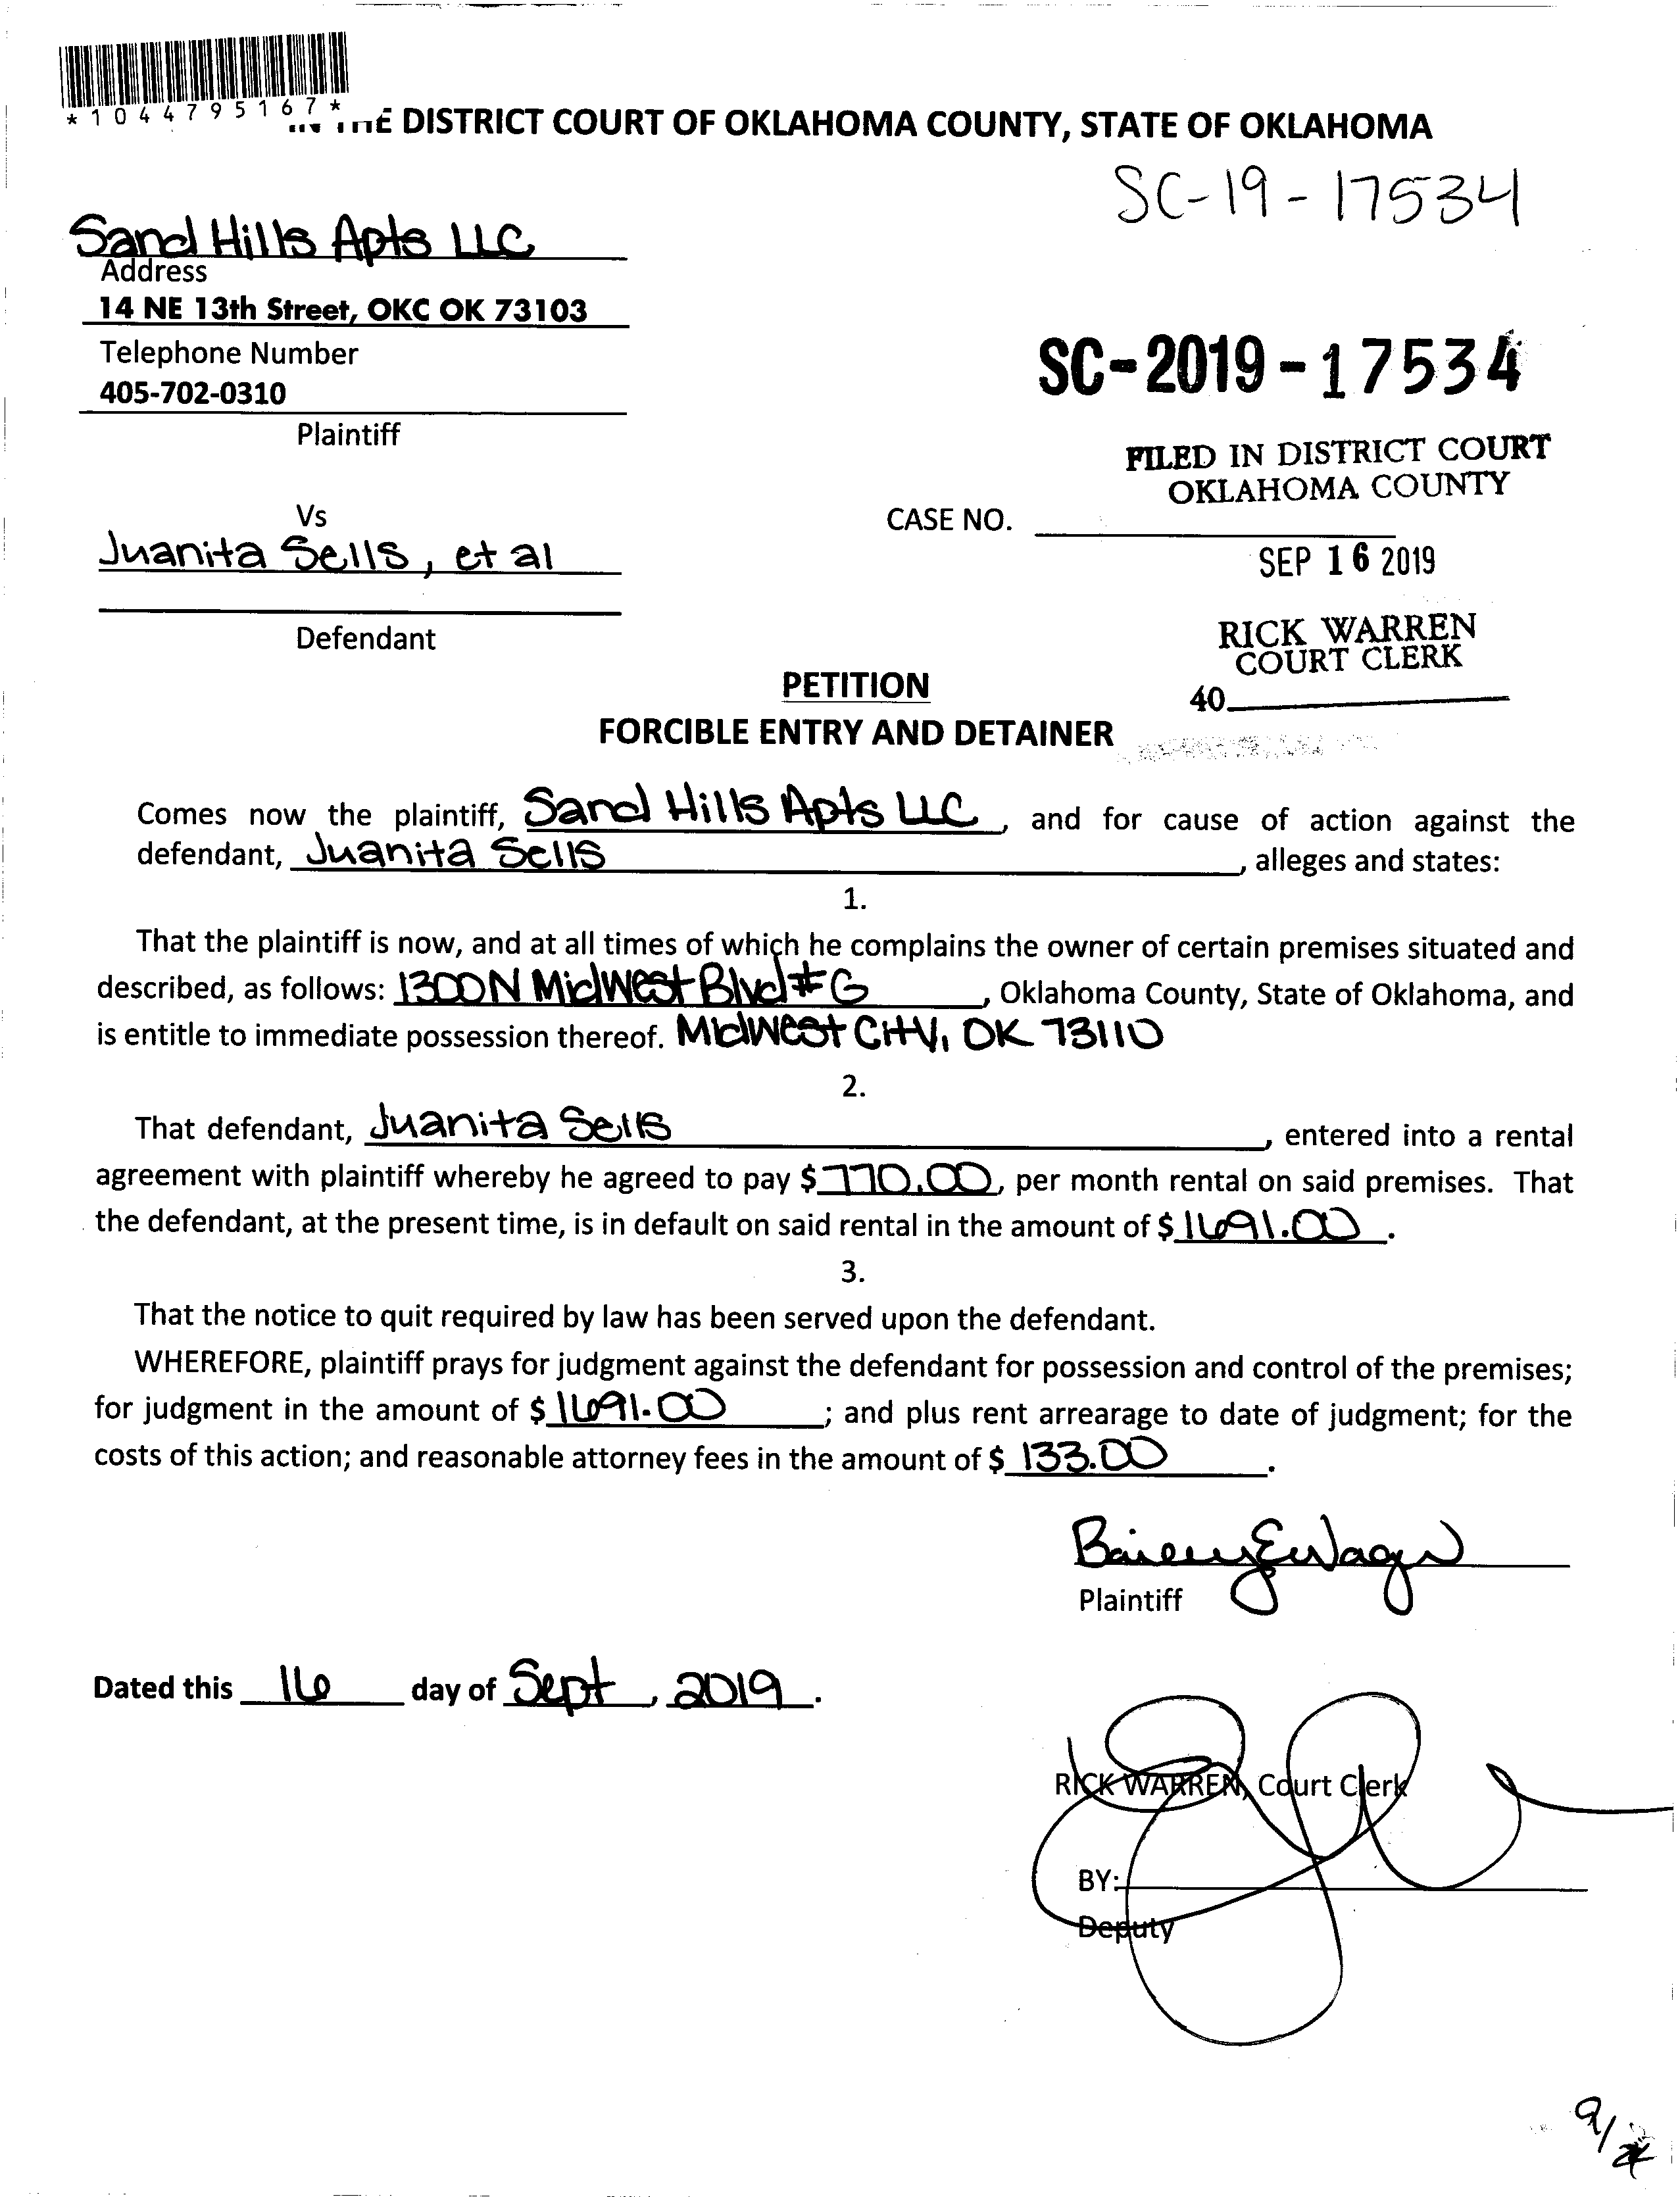 *1044795167*
THE DISTRICT COURT OF OKLAHOMA COUNTY, STATE OF OKLAHOMA
SC-19-17534
Sand Hills Apts LLC
Address
14 NE 13th Street, OKC OK 73103
Telephone Number
405-702-0310
Plaintiff
SC-2019-17534
FILED IN DISTRICT COURT
OKLAHOMA COUNTY
Vs
CASE NO.
Juanita Sells, et al
SEP 16 2019
Defendant
RICK WARREN
COURT CLERK
40
PETITION
FORCIBLE ENTRY AND DETAINER
Comes now the plaintiff, Sand Hills Apts LLC, and for cause of action against the
defendant, Juanita Sells, alleges and states:
1.
That the plaintiff is now, and at all times of which he complains the owner of certain premises situated and
described, as follows: 1300 N Midwest Blvd #G, Oklahoma County, State of Oklahoma, and
is entitle to immediate possession thereof. Midwest City, OK 73110
2.
That defendant, Juanita Sells, entered into a rental
agreement with plaintiff whereby he agreed to pay $770.00, per month rental on said premises. That
the defendant, at the present time, is in default on said rental in the amount of $1691.00.
3.
That the notice to quit required by law has been served upon the defendant.
WHEREFORE, plaintiff prays for judgment against the defendant for possession and control of the premises;
for judgment in the amount of $1691.00; and plus rent arrearage to date of judgment; for the
costs of this action; and reasonable attorney fees in the amount of $133.00.
Plaintiff
Dated this 16 day of Sept, 2019.
RICK WARREN, Court Clerk
BY:
Deputy